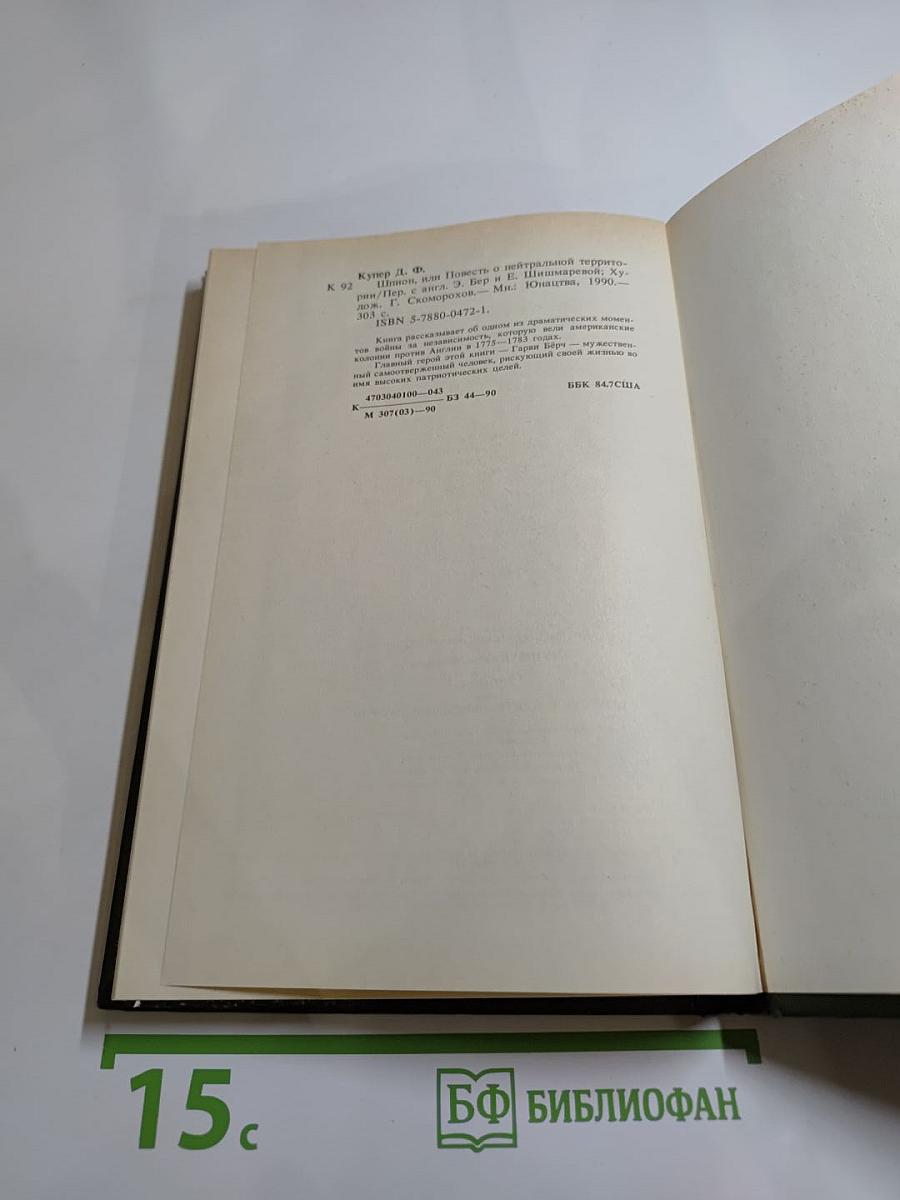 Купер Д. Ф.
К 92 Шпион, или Повесть о нейтральной террито-
рии/Пер. с англ. Э. Бер и Е. Шишмаревой; Ху-
дож. Г. Скоморохов.— Мн.: Юнацтва, 1990.—
303 с.
ISBN 5-7880-0472-1.
Книга рассказывает об одном из драматических момен-
тов войны за независимость, которую вели американские
колонии против Англии в 1775—1783 годах.
Главный герой этой книги — Гарви Бёрч — мужествен-
ный самоотверженный человек, рискующий своей жизнью во
имя высоких патриотических целей.
4703040100—043
К БЗ 44—90 ББК 84.7США
М 307(03)—90
15 с
БФ БИБЛИОФАН